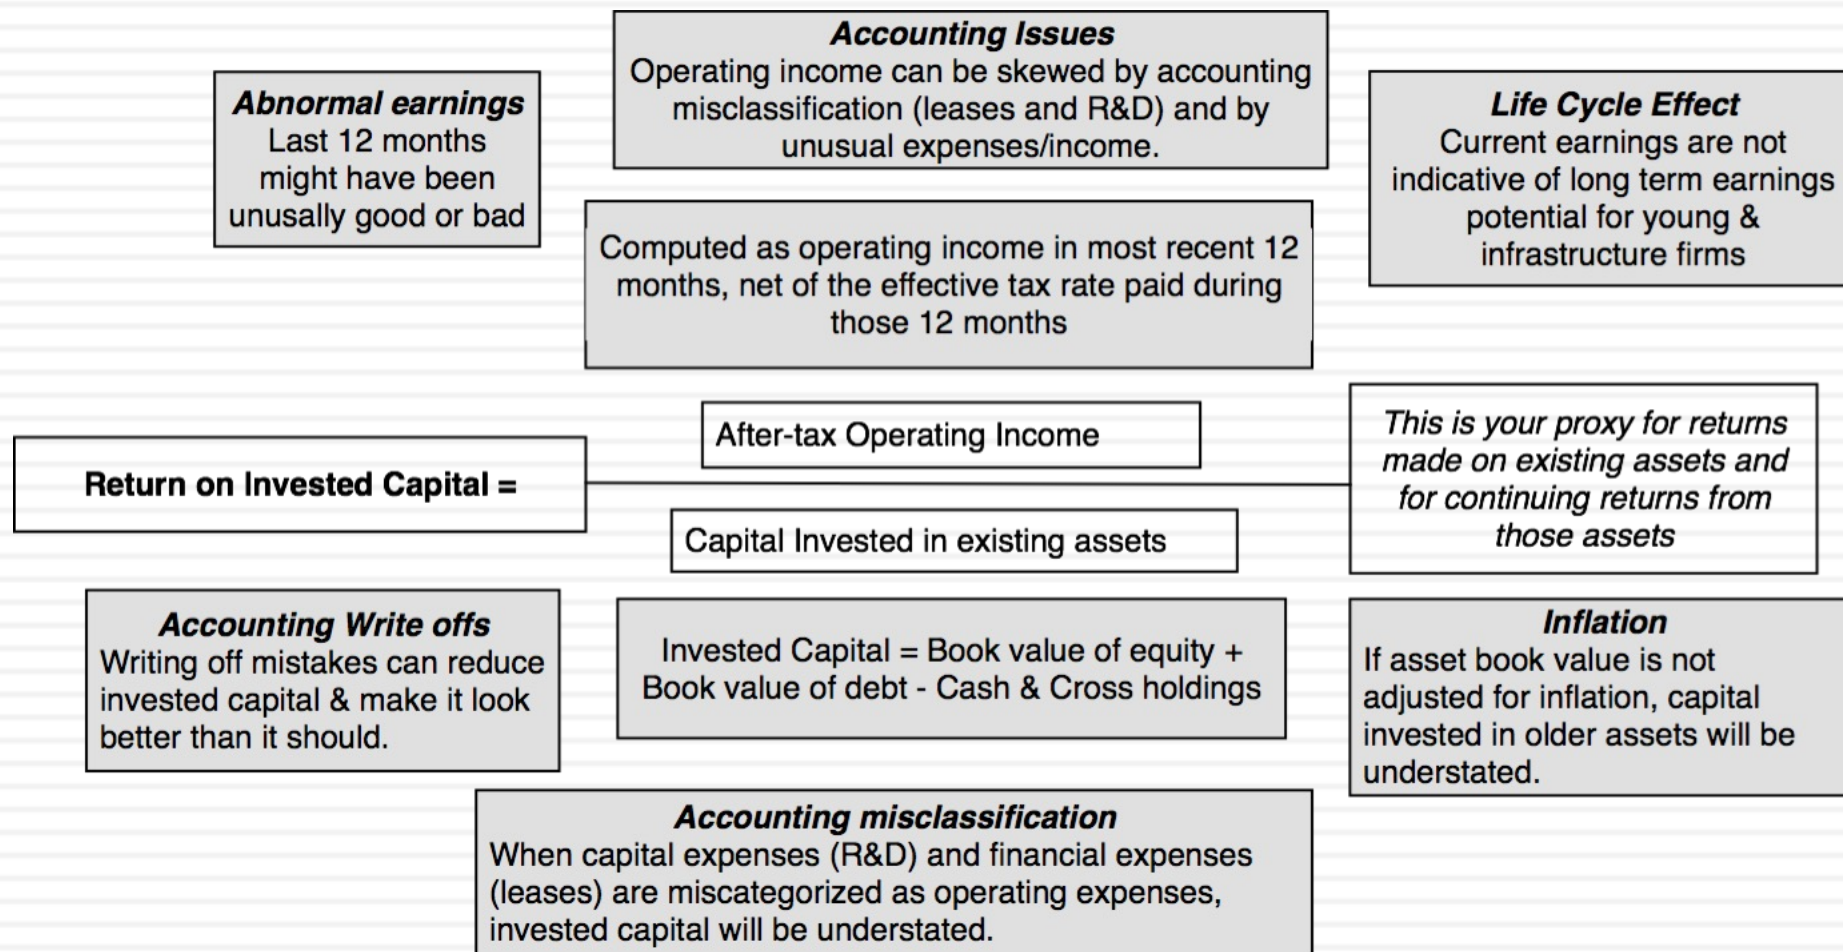 Accounting Issues
Operating income can be skewed by accounting
misclassification (leases and R&D) and by
unusual expenses/income.
Abnormal earnings
Last 12 months
might have been
unusally good or bad
Life Cycle Effect
Current earnings are not
indicative of long term earnings
potential for young &
infrastructure firms
Computed as operating income in most recent 12
months, net of the effective tax rate paid during
those 12 months
Return on Invested Capital =
After-tax Operating Income
Capital Invested in existing assets
This is your proxy for returns
made on existing assets and
for continuing returns from
those assets
Accounting Write offs
Writing off mistakes can reduce
invested capital & make it look
better than it should.
Invested Capital = Book value of equity +
Book value of debt - Cash & Cross holdings
Inflation
If asset book value is not
adjusted for inflation, capital
invested in older assets will be
understated.
Accounting misclassification
When capital expenses (R&D) and financial expenses
(leases) are miscategorized as operating expenses,
invested capital will be understated.